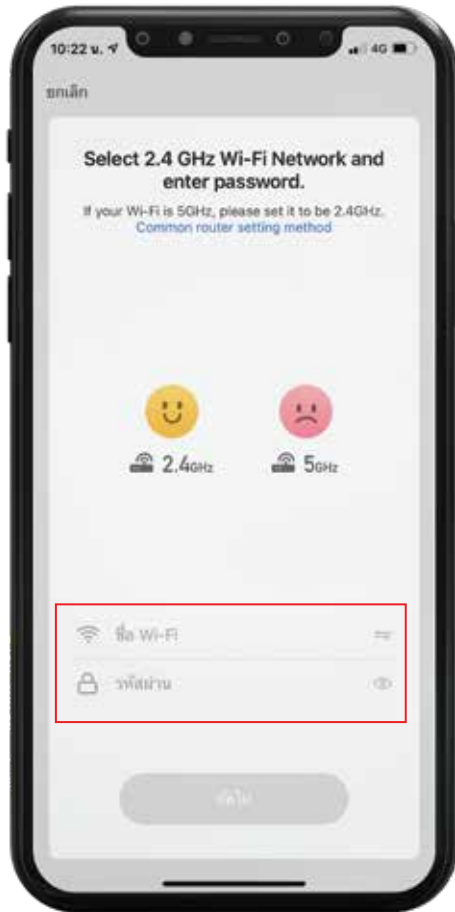 10:22 น. 4G
ยกเลิก
Select 2.4 GHz Wi-Fi Network and
enter password.
If your Wi-Fi is 5GHz, please set it to be 2.4GHz.
Common router setting method
2.4GHz 5GHz
ชื่อ Wi-Fi
รหัสผ่าน
ถัดไป